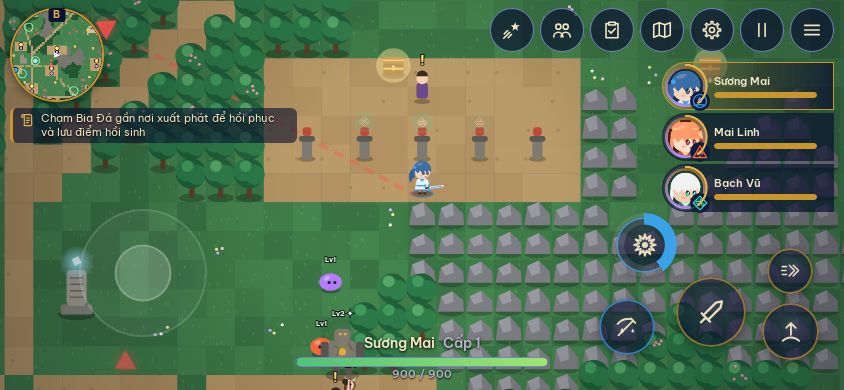 B
!
Chạm Bia Đá gần nơi xuất phát để hồi phục
và lưu điểm hồi sinh
Sương Mai
Mai Linh
Bạch Vũ
Lv1
Lv2
Lv1
Sương Mai Cấp 1
900 / 900
!